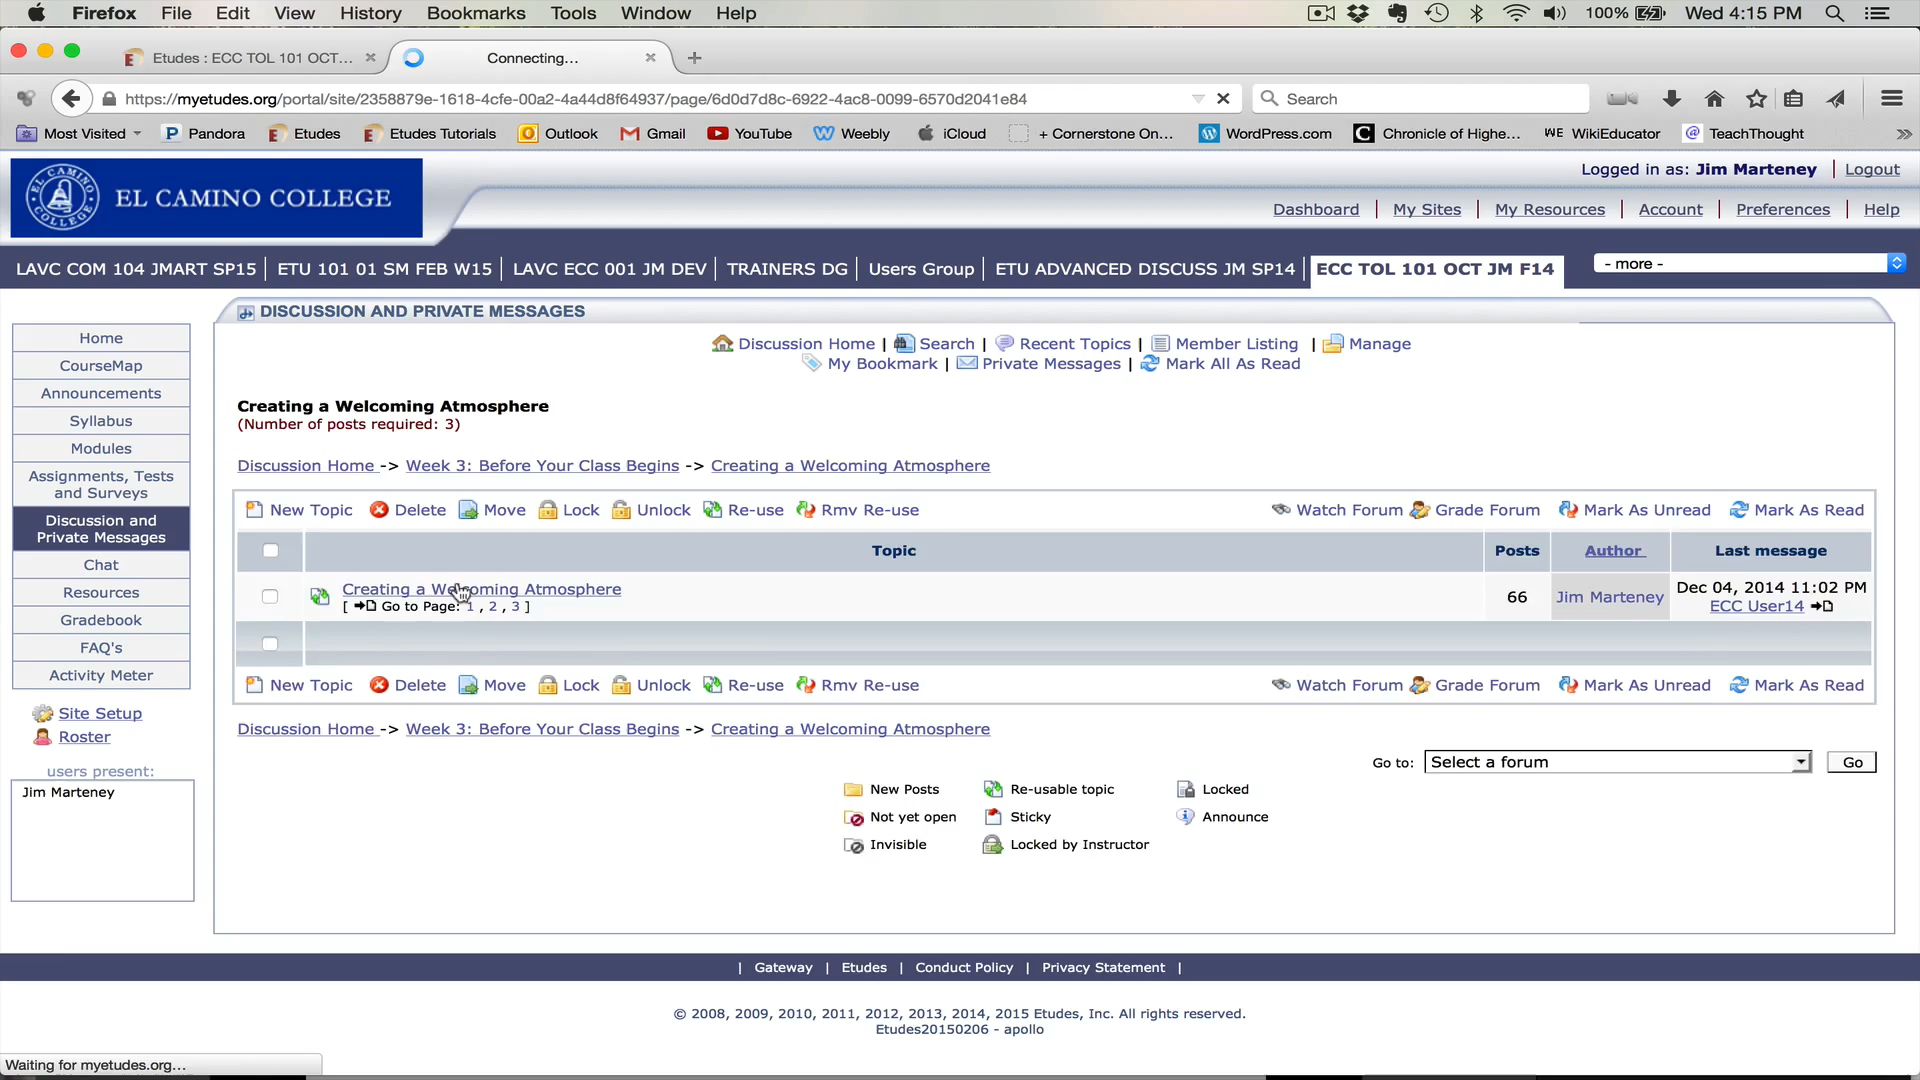 Firefox File Edit View History Bookmarks Tools Window Help 100% Wed 4:15 PM
Etudes : ECC TOL 101 OCT... Connecting...
https://myetudes.org/portal/site/2358879e-1618-4cfe-00a2-4a44d8f64937/page/6d0d7d8c-6922-4ac8-0099-6570d2041e84 Search
Most Visited Pandora Etudes Etudes Tutorials Outlook Gmail YouTube Weebly iCloud + Cornerstone On... WordPress.com Chronicle of Highe... WikiEducator TeachThought
EL CAMINO COLLEGE
Logged in as: Jim Marteney Logout
Dashboard My Sites My Resources Account Preferences Help
LAVC COM 104 JMART SP15 ETU 101 01 SM FEB W15 LAVC ECC 001 JM DEV TRAINERS DG Users Group ETU ADVANCED DISCUSS JM SP14 ECC TOL 101 OCT JM F14 - more -
Home
CourseMap
Announcements
Syllabus
Modules
Assignments, Tests
and Surveys
Discussion and
Private Messages
Chat
Resources
Gradebook
FAQ's
Activity Meter
Site Setup
Roster
users present:
Jim Marteney
DISCUSSION AND PRIVATE MESSAGES
Discussion Home | Search | Recent Topics | Member Listing | Manage
My Bookmark | Private Messages | Mark All As Read
Creating a Welcoming Atmosphere
(Number of posts required: 3)
Discussion Home -> Week 3: Before Your Class Begins -> Creating a Welcoming Atmosphere
New Topic Delete Move Lock Unlock Re-use Rmv Re-use Watch Forum Grade Forum Mark As Unread Mark As Read
Topic Posts Author Last message
Creating a Welcoming Atmosphere 66 Jim Marteney Dec 04, 2014 11:02 PM
[ Go to Page: 1 , 2 , 3 ] ECC User14
New Topic Delete Move Lock Unlock Re-use Rmv Re-use Watch Forum Grade Forum Mark As Unread Mark As Read
Discussion Home -> Week 3: Before Your Class Begins -> Creating a Welcoming Atmosphere
Go to: Select a forum Go
New Posts Re-usable topic Locked
Not yet open Sticky Announce
Invisible Locked by Instructor
| Gateway | Etudes | Conduct Policy | Privacy Statement |
© 2008, 2009, 2010, 2011, 2012, 2013, 2014, 2015 Etudes, Inc. All rights reserved.
Etudes20150206 - apollo
Waiting for myetudes.org...